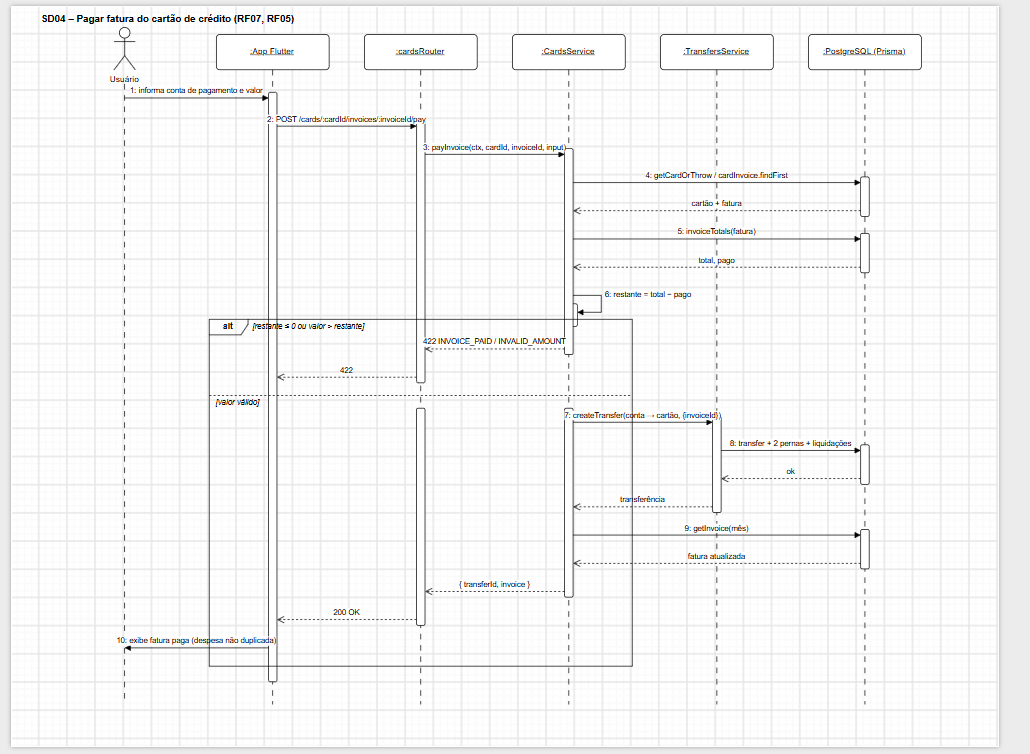 SD04 – Pagar fatura do cartão de crédito (RF07, RF05)
Usuário
:App Flutter
:cardsRouter
:CardsService
:TransfersService
:PostgreSQL (Prisma)
1: informa conta de pagamento e valor
2: POST /cards/:cardId/invoices/:invoiceId/pay
3: payInvoice(ctx, cardId, invoiceId, input)
4: getCardOrThrow / cardInvoice.findFirst
cartão + fatura
5: invoiceTotals(fatura)
total, pago
6: restante = total − pago
alt
[restante ≤ 0 ou valor > restante]
422 INVOICE_PAID / INVALID_AMOUNT
422
[valor válido]
7: createTransfer(conta → cartão, {invoiceId})
8: transfer + 2 pernas + liquidações
ok
transferência
9: getInvoice(mês)
fatura atualizada
{ transferId, invoice }
200 OK
10: exibe fatura paga (despesa não duplicada)